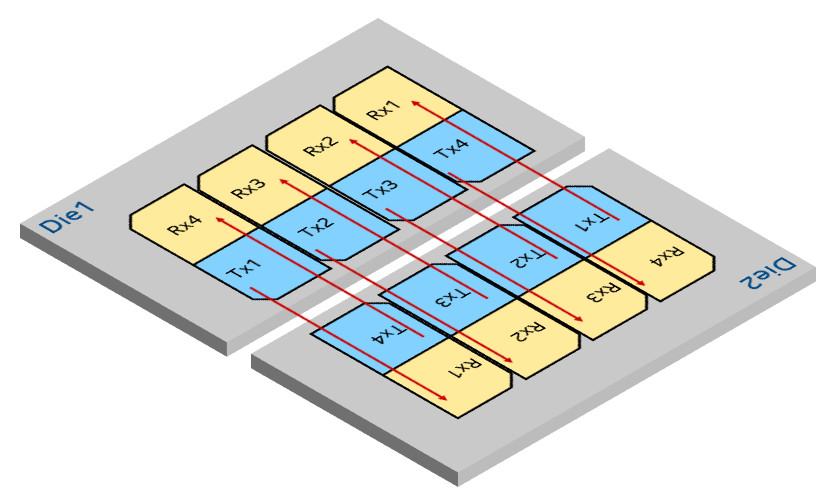 Rx1
Rx2
Tx4
Rx3
Tx3
Rx4
Tx2
Tx1
Die1
Tx1
Rx4
Tx2
Rx3
Tx3
Rx2
Tx4
Rx1
Die2